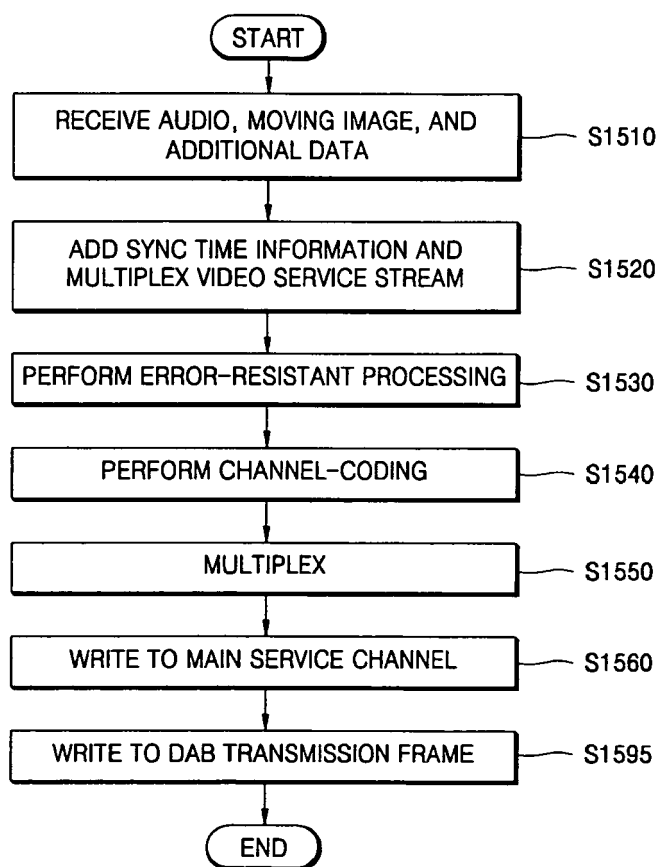 START
RECEIVE AUDIO, MOVING IMAGE, AND
ADDITIONAL DATA
S1510
ADD SYNC TIME INFORMATION AND
MULTIPLEX VIDEO SERVICE STREAM
S1520
PERFORM ERROR-RESISTANT PROCESSING
S1530
PERFORM CHANNEL-CODING
S1540
MULTIPLEX
S1550
WRITE TO MAIN SERVICE CHANNEL
S1560
WRITE TO DAB TRANSMISSION FRAME
S1595
END